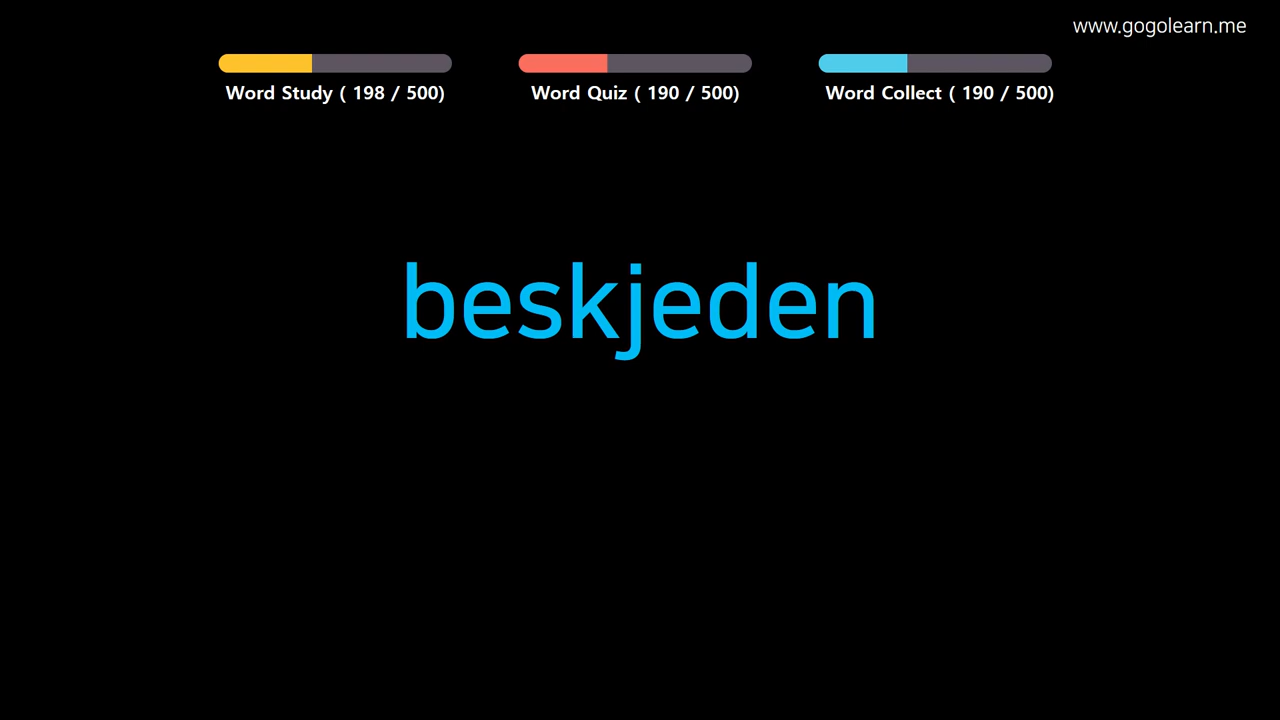 www.gogolearn.me
Word Study ( 198 / 500)
Word Quiz ( 190 / 500)
Word Collect ( 190 / 500)
beskjeden